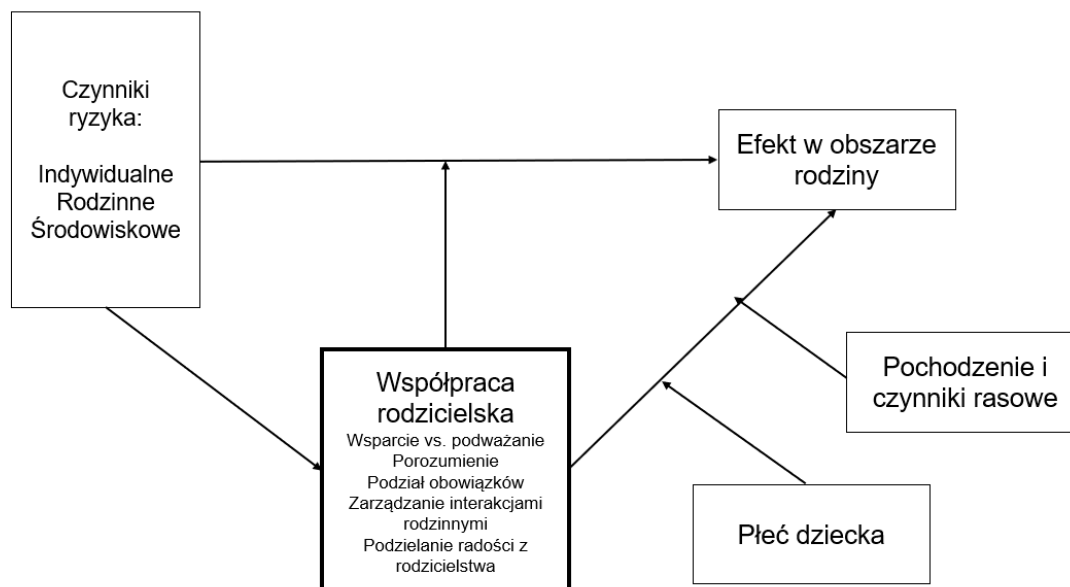 Czynniki
ryzyka:
Indywidualne
Rodzinne
Środowiskowe
Efekt w obszarze
rodziny
Współpraca
rodzicielska
Wsparcie vs. podważanie
Porozumienie
Podział obowiązków
Zarządzanie interakcjami
rodzinnymi
Podzielanie radości z
rodzicielstwa
Pochodzenie i
czynniki rasowe
Płeć dziecka